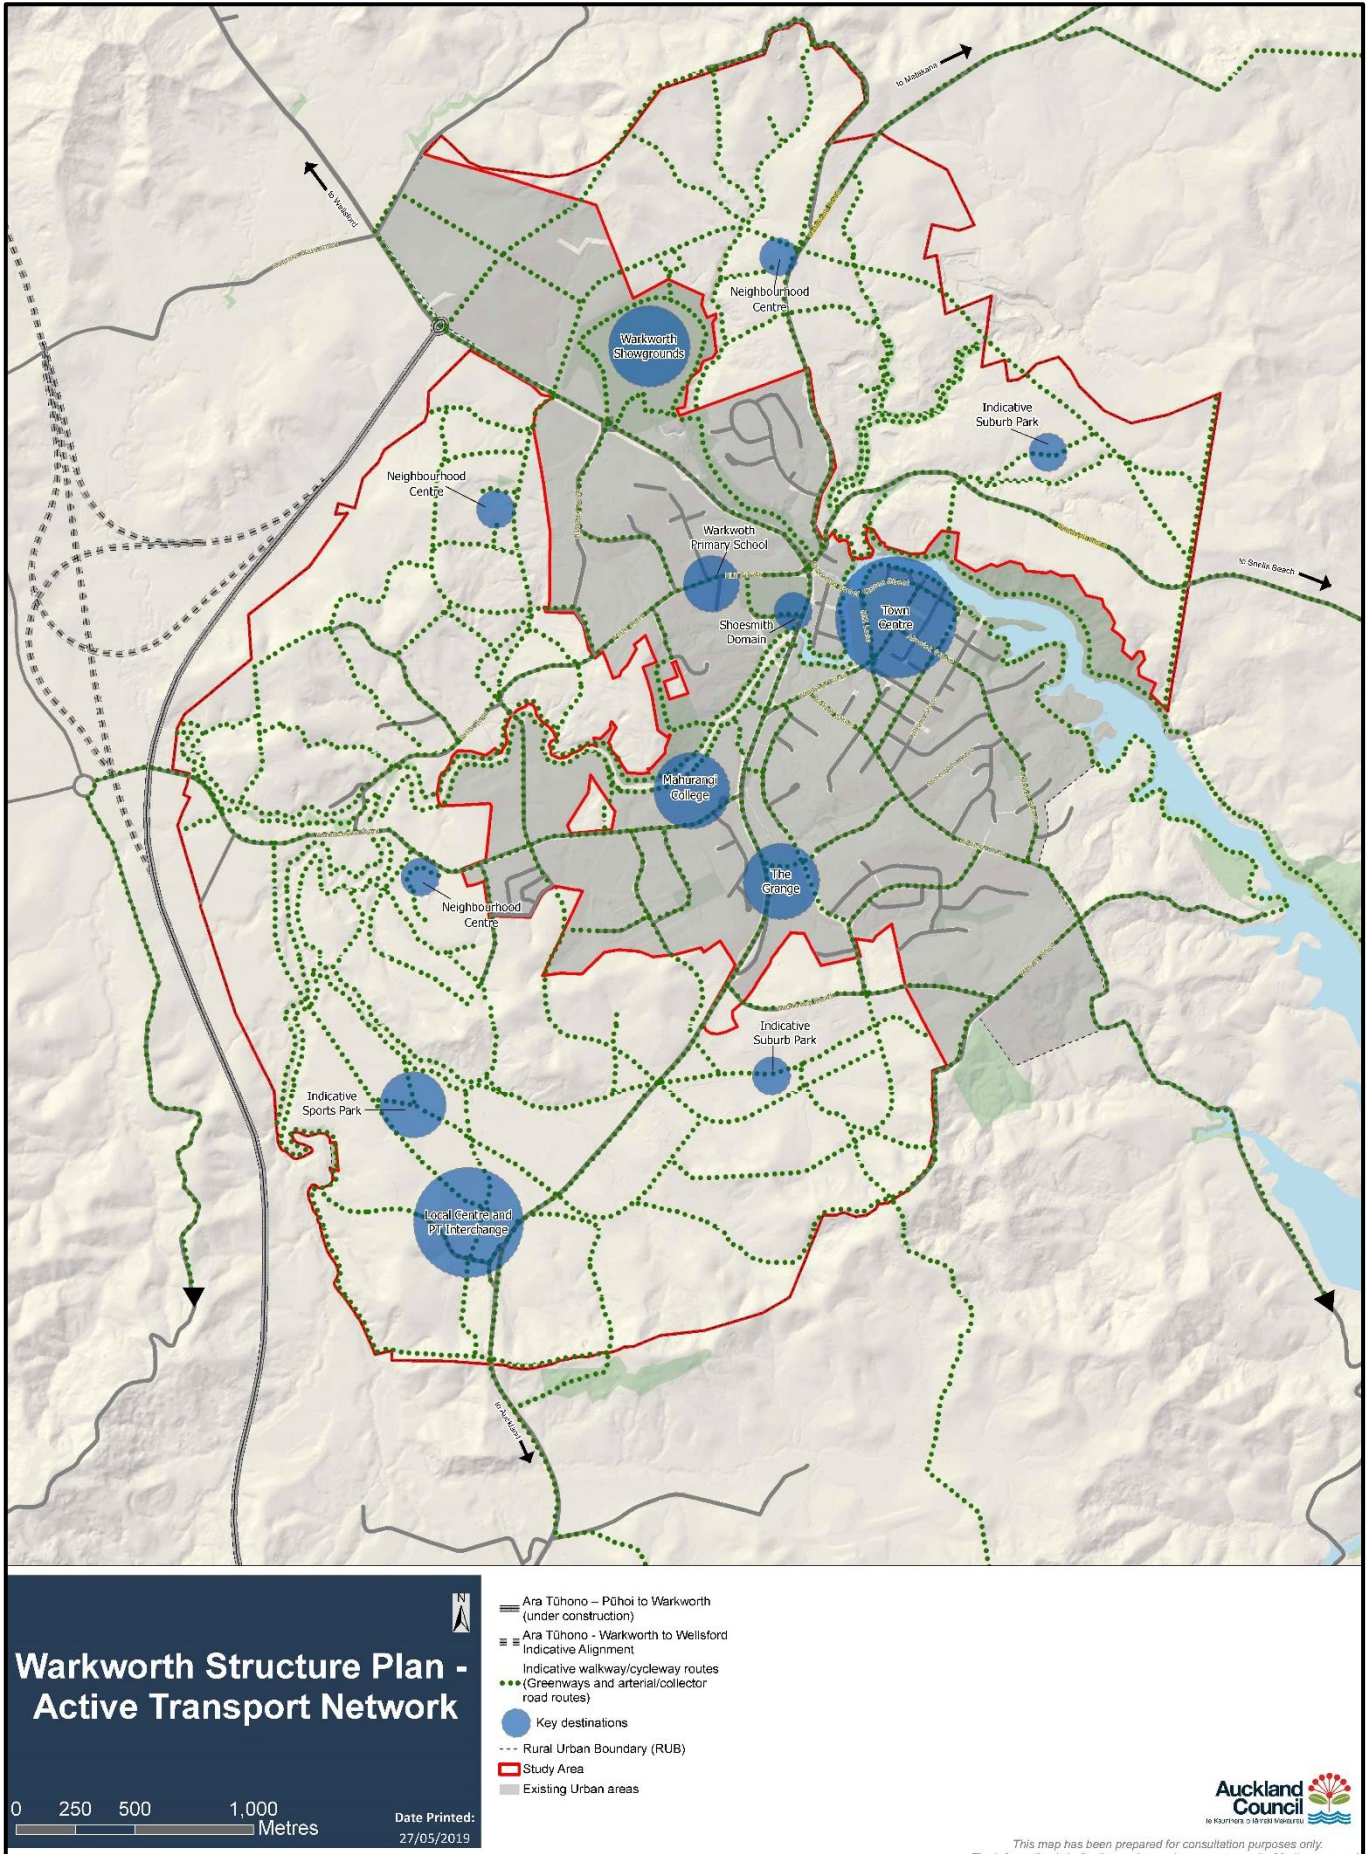 to Matakana
to Wellsford
Neighbourhood
Centre
Warkworth
Showgrounds
Indicative
Suburb Park
Neighbourhood
Centre
Warkwoth
Primary School
to Snells Beach
Shoesmith
Domain
Town
Centre
Mahurangi
College
The
Grange
Neighbourhood
Centre
Indicative
Suburb Park
Indicative
Sports Park
Local Centre and
PT Interchange
to Auckland
N
Warkworth Structure Plan -
Active Transport Network
0 250 500 1,000
Metres
Date Printed:
27/05/2019
Ara Tūhono – Pūhoi to Warkworth
(under construction)
Ara Tūhono - Warkworth to Wellsford
Indicative Alignment
Indicative walkway/cycleway routes
(Greenways and arterial/collector
road routes)
Key destinations
Rural Urban Boundary (RUB)
Study Area
Existing Urban areas
Auckland
Council
Te Kaunihera o Tāmaki Makaurau
This map has been prepared for consultation purposes only.